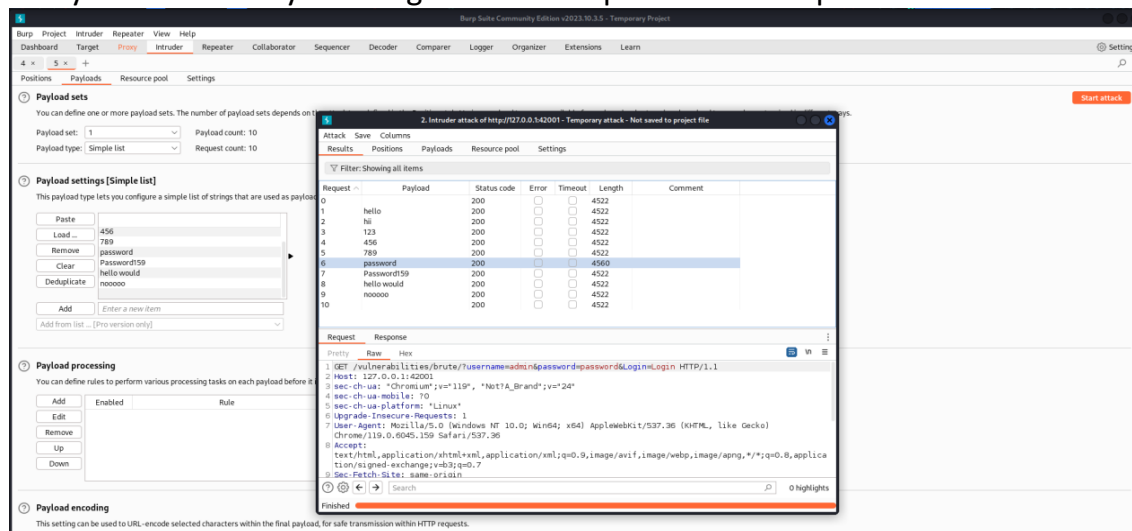 Burp Suite Community Edition v2023.10.3.5 - Temporary Project
Burp Project Intruder Repeater View Help
Dashboard Target Proxy Intruder Repeater Collaborator Sequencer Decoder Comparer Logger Organizer Extensions Learn Setting
4 × 5 × +
Positions Payloads Resource pool Settings
Payload sets
Start attack
You can define one or more payload sets. The number of payload sets depends on
ays.
Payload set: 1 Payload count: 10
Payload type: Simple list Request count: 10
Payload settings [Simple list]
This payload type lets you configure a simple list of strings that are used as payloa
Paste
Load ...
Remove
Clear
Deduplicate
456
789
password
Password159
hello would
nooooo
Add Enter a new item
Add from list ... [Pro version only]
Payload processing
You can define rules to perform various processing tasks on each payload before it i
Add
Edit
Remove
Up
Down
Enabled Rule
Payload encoding
This setting can be used to URL-encode selected characters within the final payload, for safe transmission within HTTP requests.
2. Intruder attack of http://127.0.0.1:42001 - Temporary attack - Not saved to project file
Attack Save Columns
Results Positions Payloads Resource pool Settings
Filter: Showing all items
Request Payload Status code Error Timeout Length Comment
0 200 4522
1 hello 200 4522
2 hii 200 4522
3 123 200 4522
4 456 200 4522
5 789 200 4522
6 password 200 4560
7 Password159 200 4522
8 hello would 200 4522
9 nooooo 200 4522
10 200 4522
Request Response
Pretty Raw Hex
\n
1 GET /vulnerabilities/brute/?username=admin&password=password&Login=Login HTTP/1.1
2 Host: 127.0.0.1:42001
3 sec-ch-ua: "Chromium";v="119", "Not?A_Brand";v="24"
4 sec-ch-ua-mobile: ?0
5 sec-ch-ua-platform: "Linux"
6 Upgrade-Insecure-Requests: 1
7 User-Agent: Mozilla/5.0 (Windows NT 10.0; Win64; x64) AppleWebKit/537.36 (KHTML, like Gecko)
Chrome/119.0.6045.159 Safari/537.36
8 Accept:
text/html,application/xhtml+xml,application/xml;q=0.9,image/avif,image/webp,image/apng,*/*;q=0.8,applica
tion/signed-exchange;v=b3;q=0.7
9 Sec-Fetch-Site: same-origin
Search 0 highlights
Finished